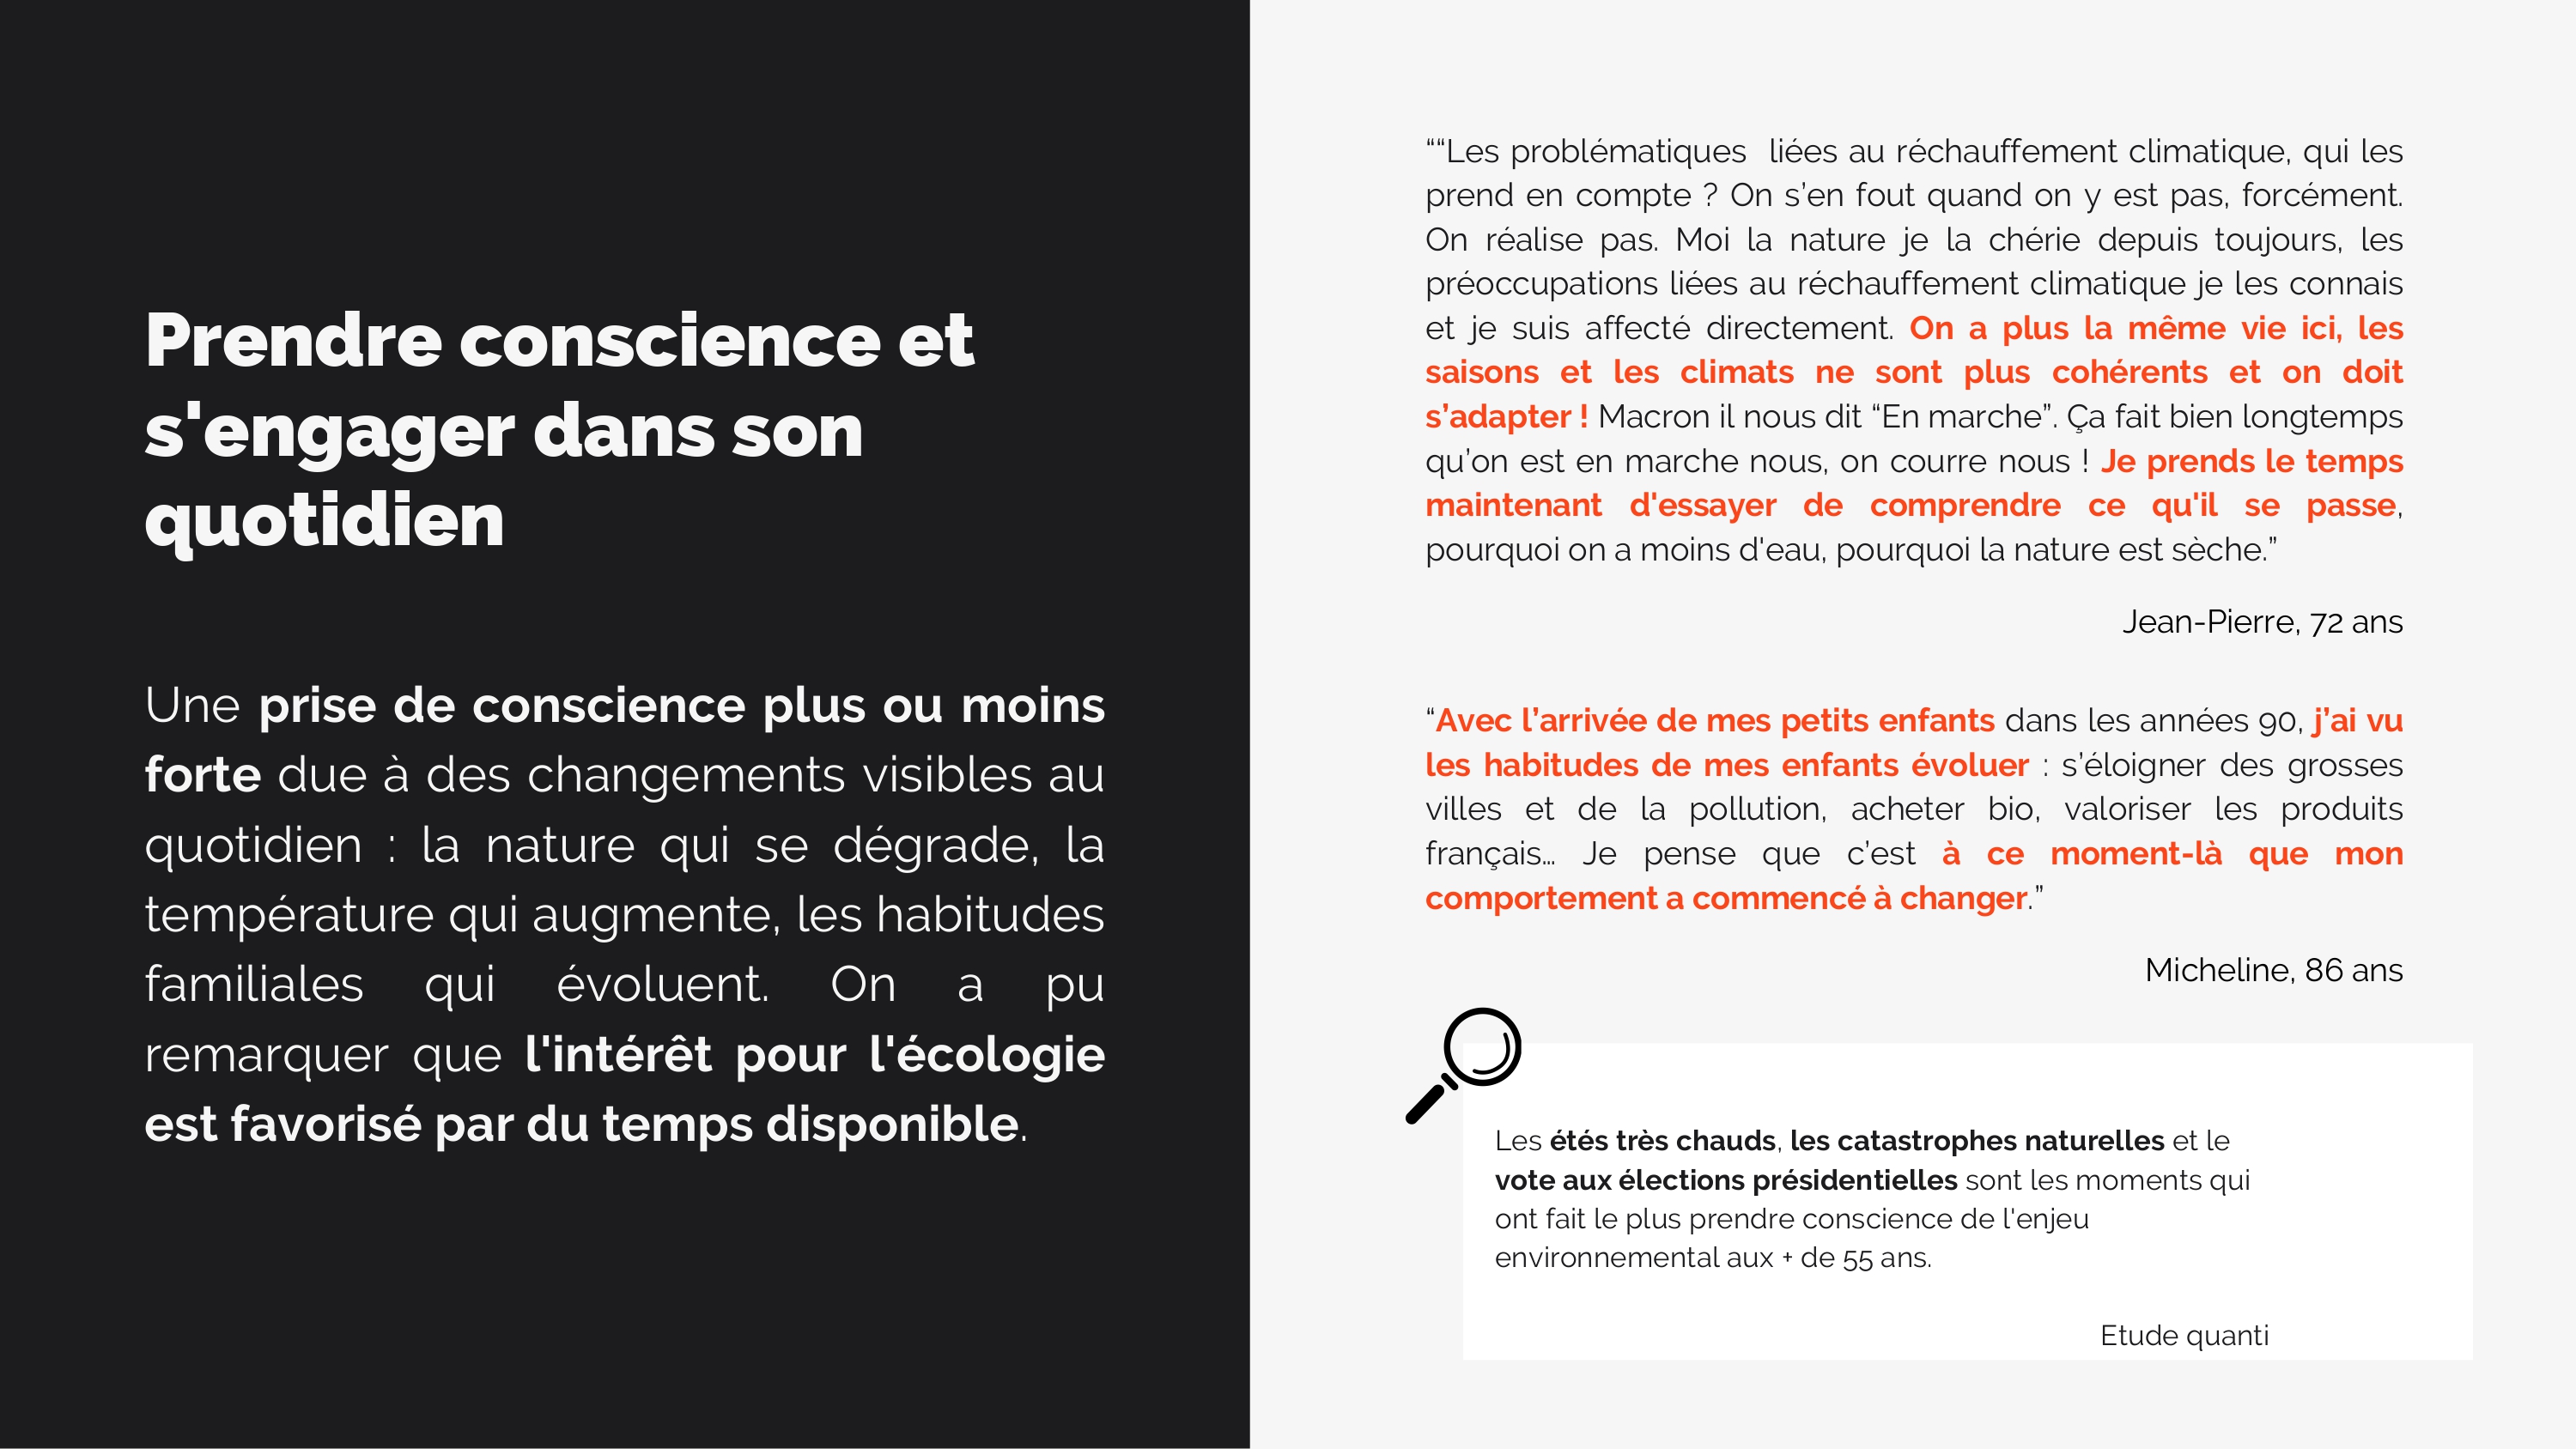 Prendre conscience et
s'engager dans son
quotidien
Une prise de conscience plus ou moins
forte due à des changements visibles au
quotidien : la nature qui se dégrade, la
température qui augmente, les habitudes
familiales qui évoluent. On a pu
remarquer que l'intérêt pour l'écologie
est favorisé par du temps disponible.
““Les problématiques  liées au réchauffement climatique, qui les
prend en compte ? On s’en fout quand on y est pas, forcément.
On réalise pas. Moi la nature je la chérie depuis toujours, les
préoccupations liées au réchauffement climatique je les connais
et je suis affecté directement. On a plus la même vie ici, les
saisons et les climats ne sont plus cohérents et on doit
s’adapter ! Macron il nous dit “En marche”. Ça fait bien longtemps
qu’on est en marche nous, on courre nous ! Je prends le temps
maintenant d'essayer de comprendre ce qu'il se passe,
pourquoi on a moins d'eau, pourquoi la nature est sèche.”
Jean-Pierre, 72 ans
“Avec l’arrivée de mes petits enfants dans les années 90, j’ai vu
les habitudes de mes enfants évoluer : s’éloigner des grosses
villes et de la pollution, acheter bio, valoriser les produits
français… Je pense que c’est à ce moment-là que mon
comportement a commencé à changer.”
Micheline, 86 ans
Les étés très chauds, les catastrophes naturelles et le
vote aux élections présidentielles sont les moments qui
ont fait le plus prendre conscience de l'enjeu
environnemental aux + de 55 ans.
Etude quanti